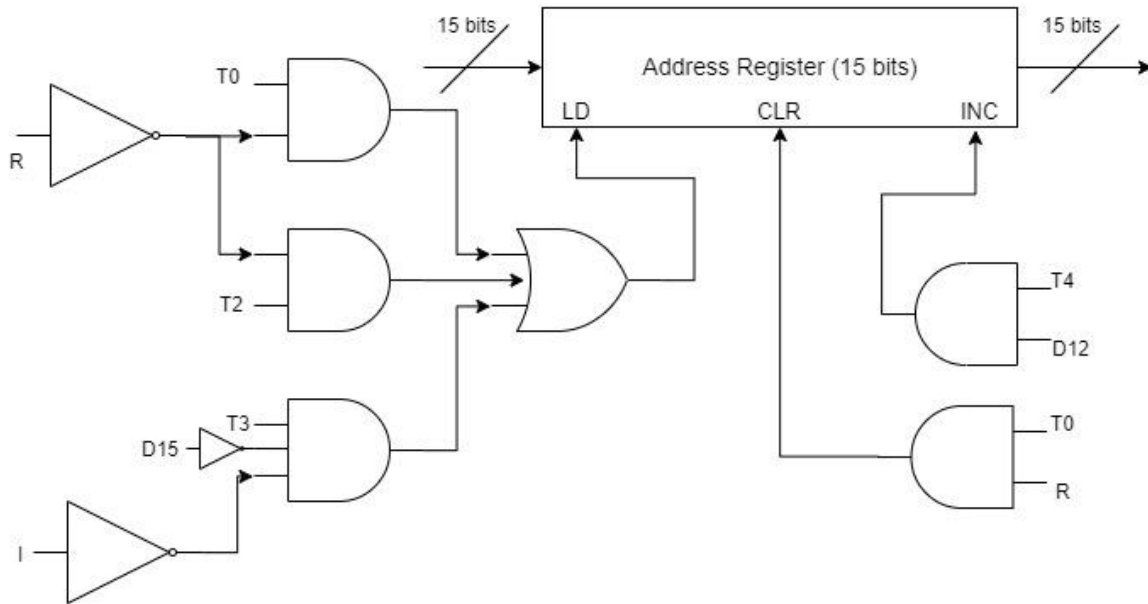 15 bits
15 bits
T0
Address Register (15 bits)
LD
CLR
INC
R
T2
T4
D12
T3
D15
T0
R
I